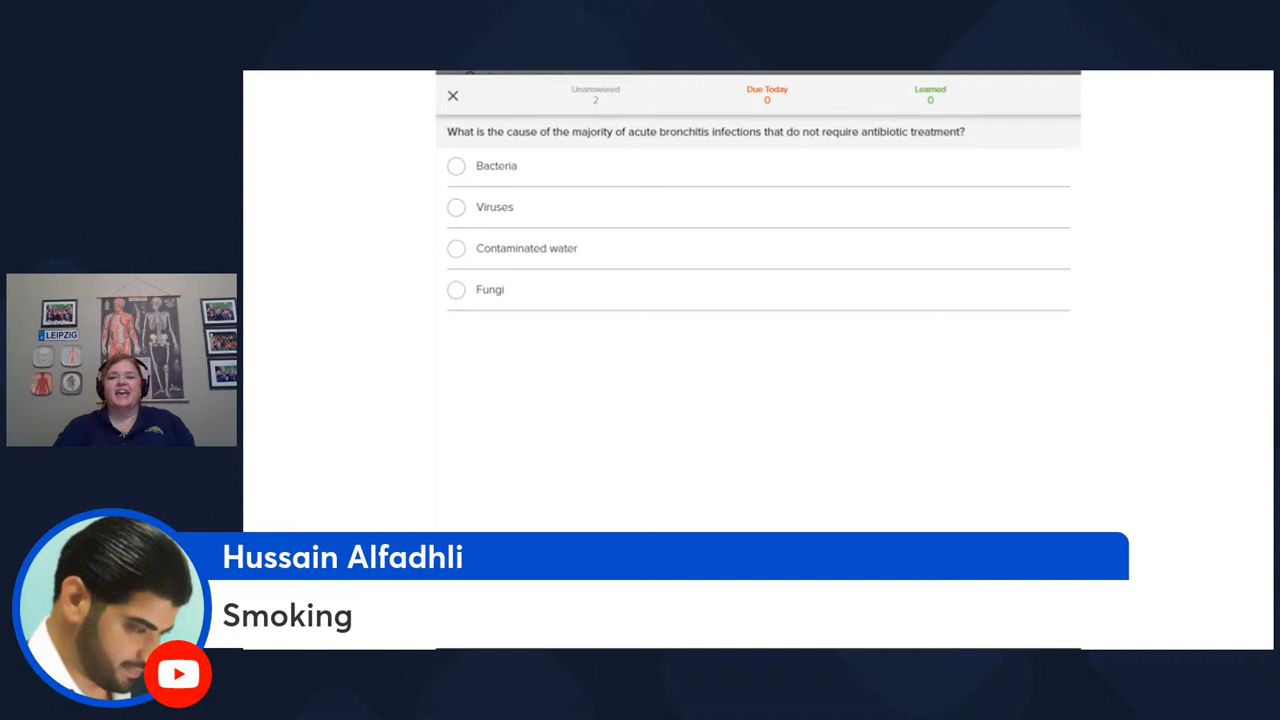 Unanswered
2
Due Today
0
Learned
0
What is the cause of the majority of acute bronchitis infections that do not require antibiotic treatment?
Bacteria
Viruses
Contaminated water
Fungi
LEIPZIG
Hussain Alfadhli
Smoking